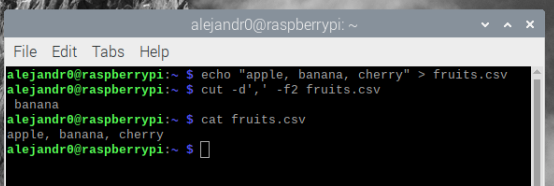 alejandr0@raspberrypi: ~
File Edit Tabs Help
alejandr0@raspberrypi:~ $ echo "apple, banana, cherry" > fruits.csv
alejandr0@raspberrypi:~ $ cut -d',' -f2 fruits.csv
 banana
alejandr0@raspberrypi:~ $ cat fruits.csv
apple, banana, cherry
alejandr0@raspberrypi:~ $